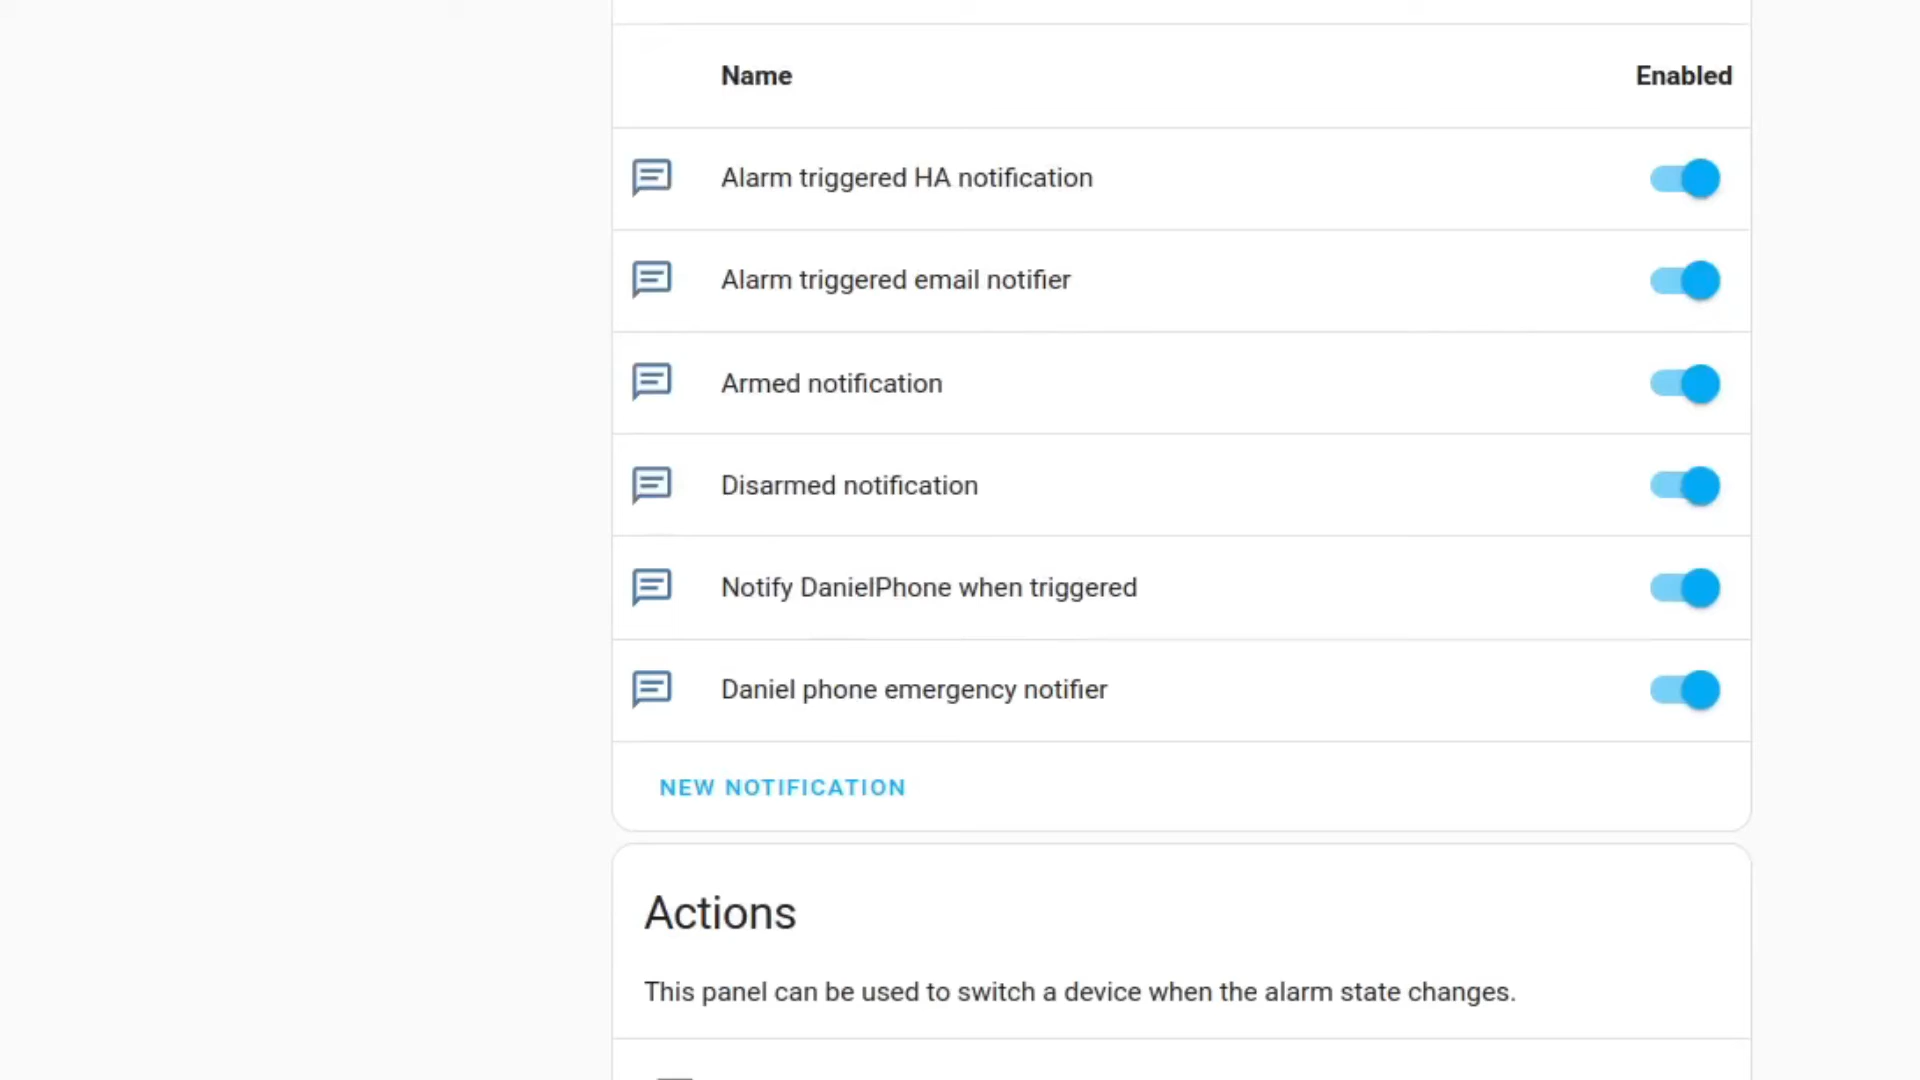 Name Enabled
Alarm triggered HA notification
Alarm triggered email notifier
Armed notification
Disarmed notification
Notify DanielPhone when triggered
Daniel phone emergency notifier
NEW NOTIFICATION
Actions
This panel can be used to switch a device when the alarm state changes.